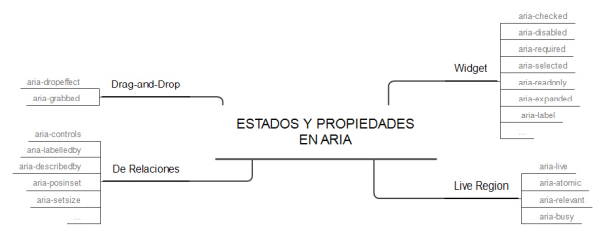 ESTADOS Y PROPIEDADES
EN ARIA
Drag-and-Drop
aria-dropeffect
aria-grabbed
De Relaciones
aria-controls
aria-labelledby
aria-describedby
aria-posinset
aria-setsize
...
Widget
aria-checked
aria-disabled
aria-required
aria-selected
aria-readonly
aria-expanded
aria-label
...
Live Region
aria-live
aria-atomic
aria-relevant
aria-busy